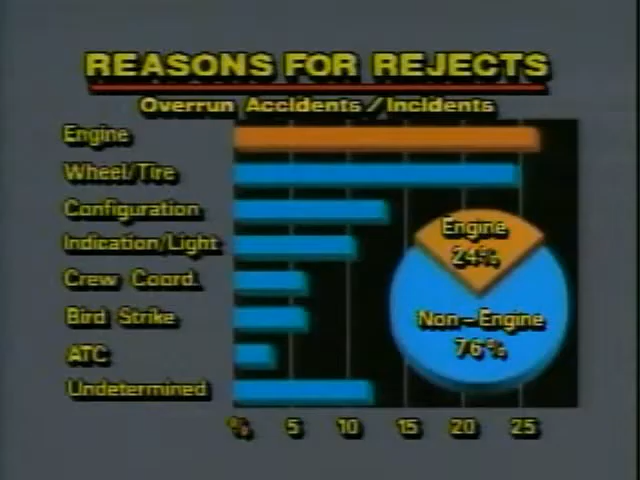 REASONS FOR REJECTS
Overrun Accidents/Incidents
Engine
Wheel/Tire
Configuration
Indication/Light
Crew Coord.
Bird Strike
ATC
Undetermined
% 5 10 15 20 25
Engine
24%
Non-Engine
76%